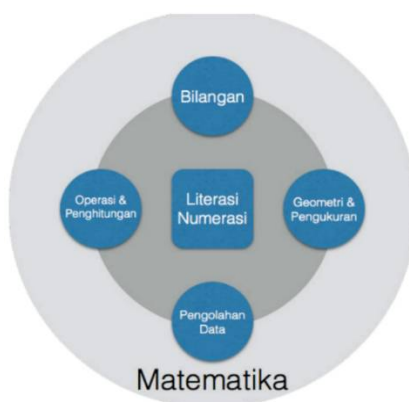 Bilangan
Operasi &
Penghitungan
Literasi
Numerasi
Geometri &
Pengukuran
Pengolahan
Data
Matematika